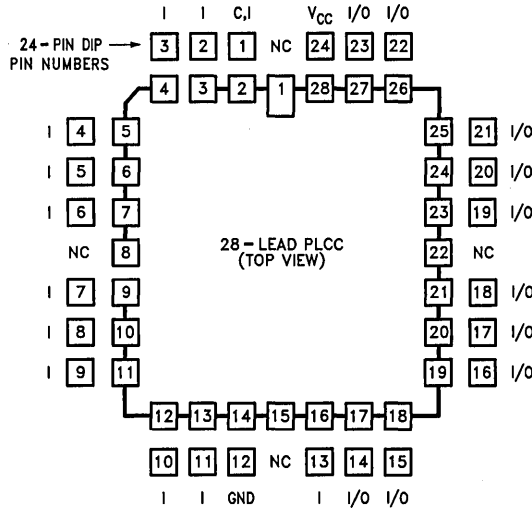 I I C,I VCC I/O I/O
24-PIN DIP PIN NUMBERS 3 2 1 NC 24 23 22
4 3 2 1 28 27 26
I 4 5 25 21 I/O
I 5 6 24 20 I/O
I 6 7 23 19 I/O
NC 8 28-LEAD PLCC (TOP VIEW) 22 NC
I 7 9 21 18 I/O
I 8 10 20 17 I/O
I 9 11 19 16 I/O
12 13 14 15 16 17 18
10 11 12 NC 13 14 15
I I GND I I/O I/O